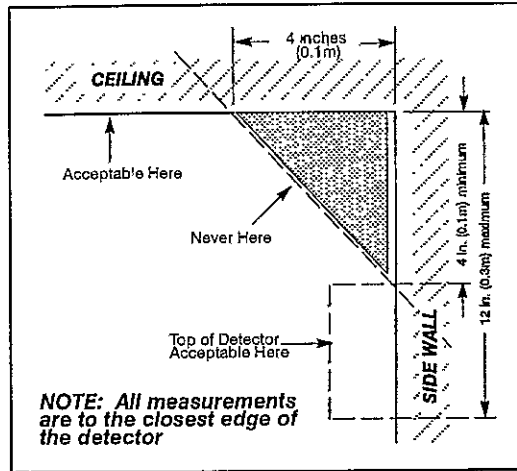 4 inches
(0.1m)
CEILING
Acceptable Here
Never Here
4 in. (0.1m) minimum
12 in. (0.3m) maximum
Top of Detector
Acceptable Here
SIDE WALL
NOTE: All measurements
are to the closest edge of
the detector